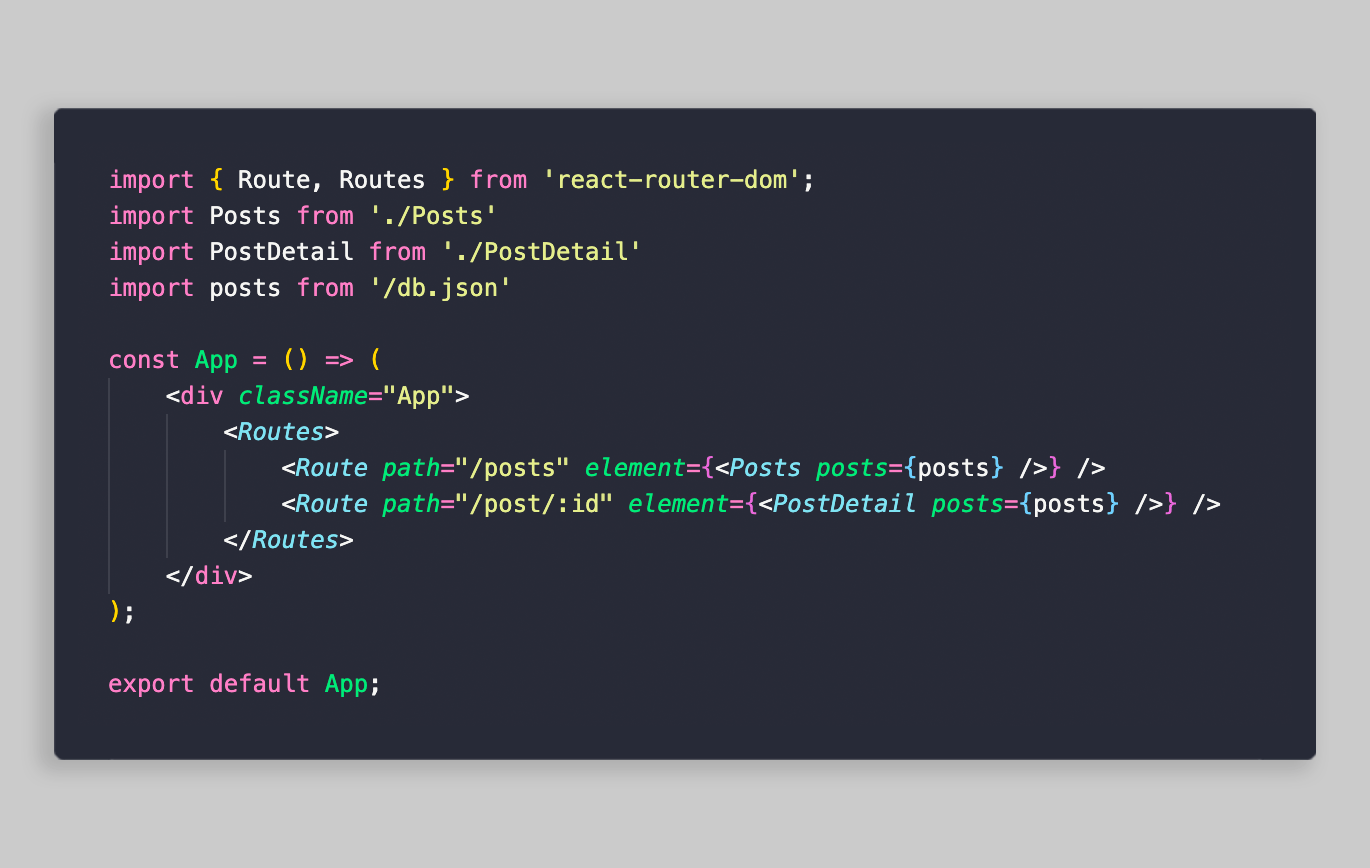 import { Route, Routes } from 'react-router-dom';
import Posts from './Posts'
import PostDetail from './PostDetail'
import posts from '/db.json'

const App = () => (
    <div className="App">
        <Routes>
            <Route path="/posts" element={<Posts posts={posts} />} />
            <Route path="/post/:id" element={<PostDetail posts={posts} />} />
        </Routes>
    </div>
);

export default App;